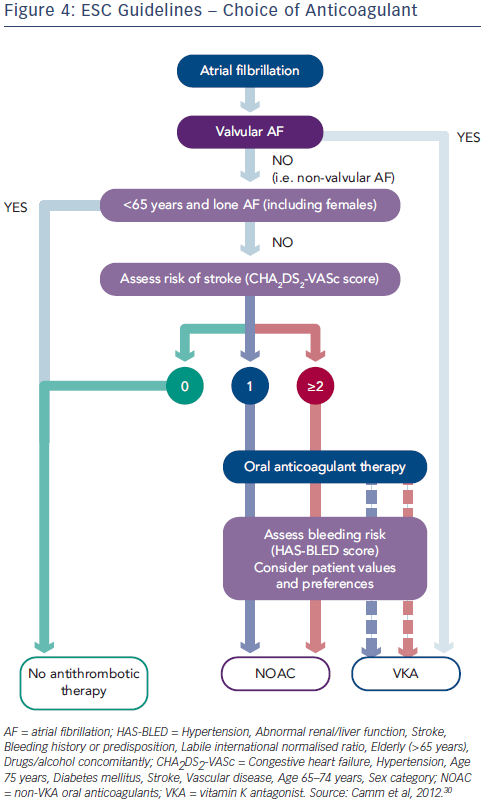 Figure 4: ESC Guidelines – Choice of Anticoagulant
Atrial fibrillation
Valvular AF
YES
NO
(i.e. non-valvular AF)
YES
<65 years and lone AF (including females)
NO
Assess risk of stroke (CHA2DS2-VASc score)
0
1
≥2
Oral anticoagulant therapy
Assess bleeding risk
(HAS-BLED score)
Consider patient values
and preferences
No antithrombotic
therapy
NOAC
VKA
AF = atrial fibrillation; HAS-BLED = Hypertension, Abnormal renal/liver function, Stroke,
Bleeding history or predisposition, Labile international normalised ratio, Elderly (>65 years),
Drugs/alcohol concomitantly; CHA2DS2-VASc = Congestive heart failure, Hypertension, Age
75 years, Diabetes mellitus, Stroke, Vascular disease, Age 65–74 years, Sex category; NOAC
= non-VKA oral anticoagulants; VKA = vitamin K antagonist. Source: Camm et al, 2012.30